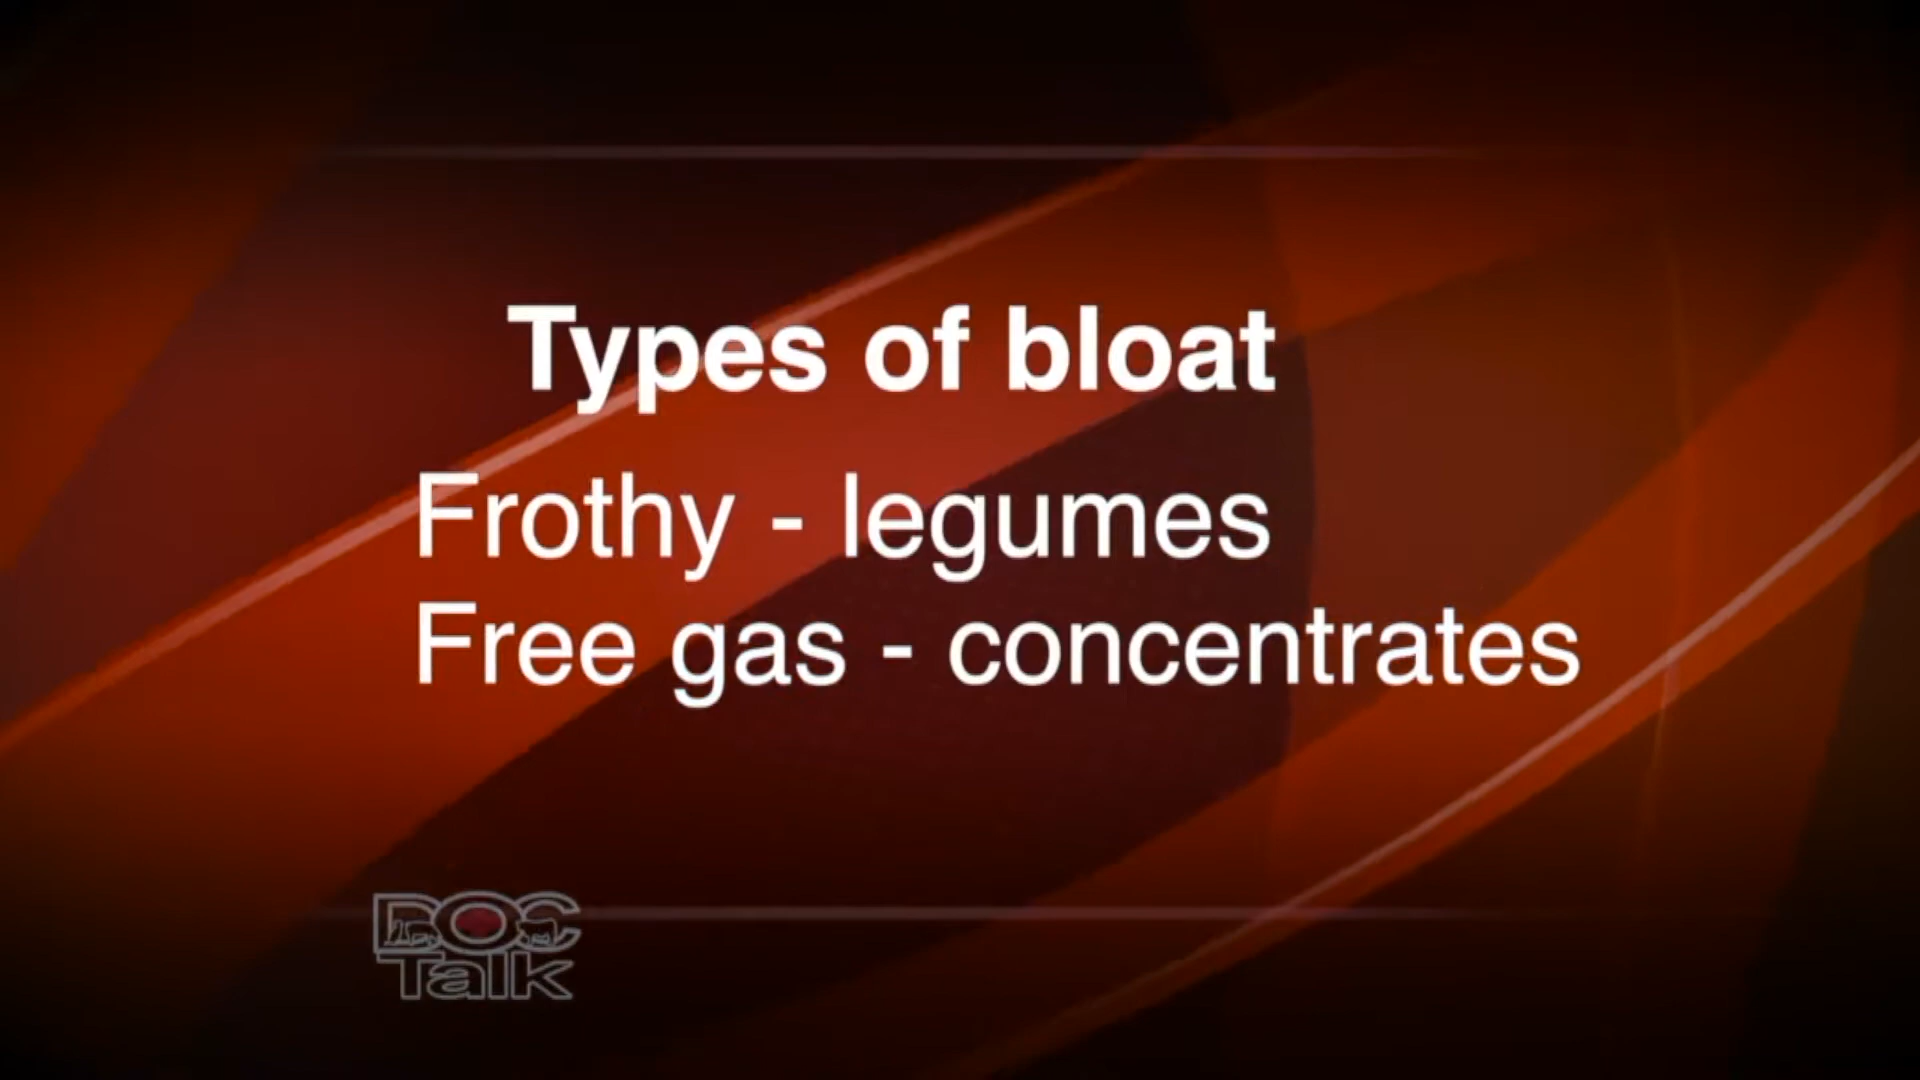 Types of bloat
Frothy - legumes
Free gas - concentrates
DOC
Talk